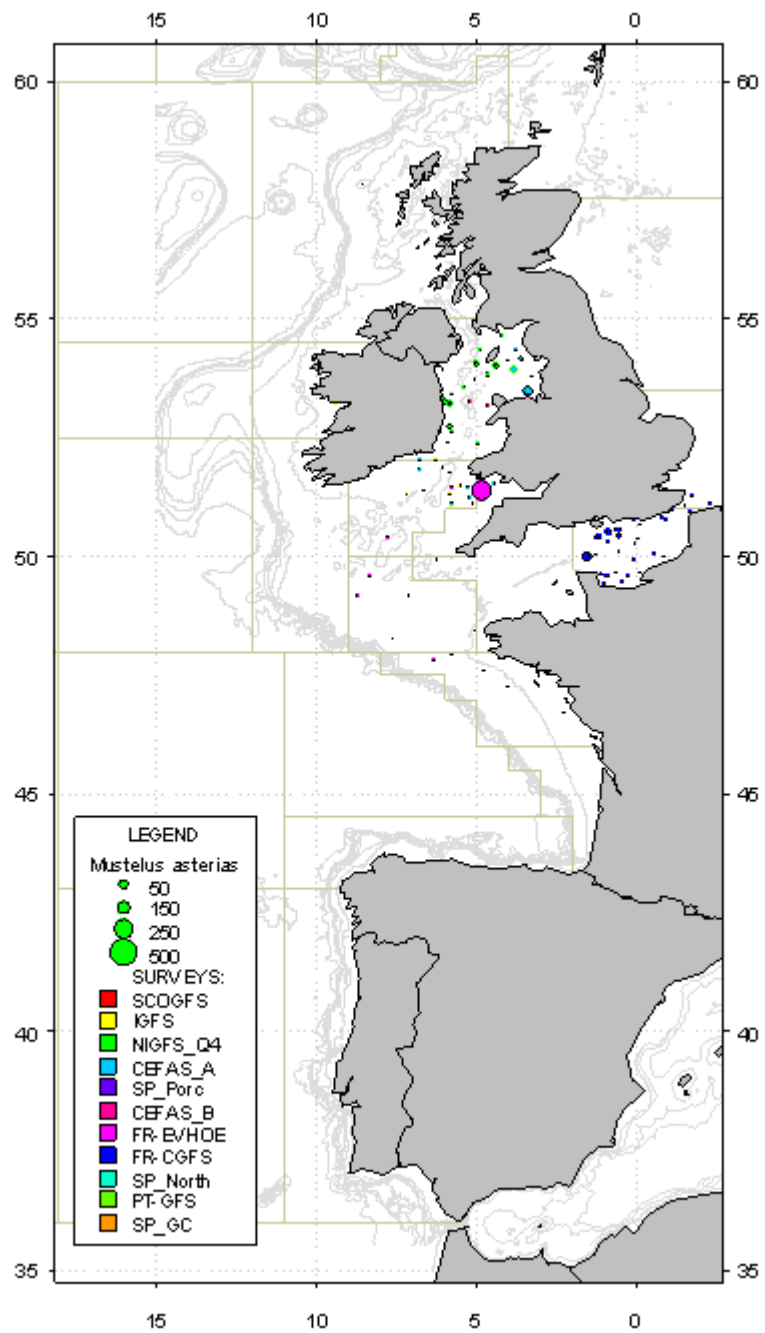 15 10 5 0
60 60
55 55
50 50
45 45
LEGEND
Mustelus asterias
50
150
250
500
SURVEYS:
SCOGFS
IGFS
NIGFS_Q4
CEFAS_A
SP_Porc
CEFAS_B
FR-EVHOE
FR-CGFS
SP_North
PT-GFS
SP_GC
40 40
35 35
15 10 5 0